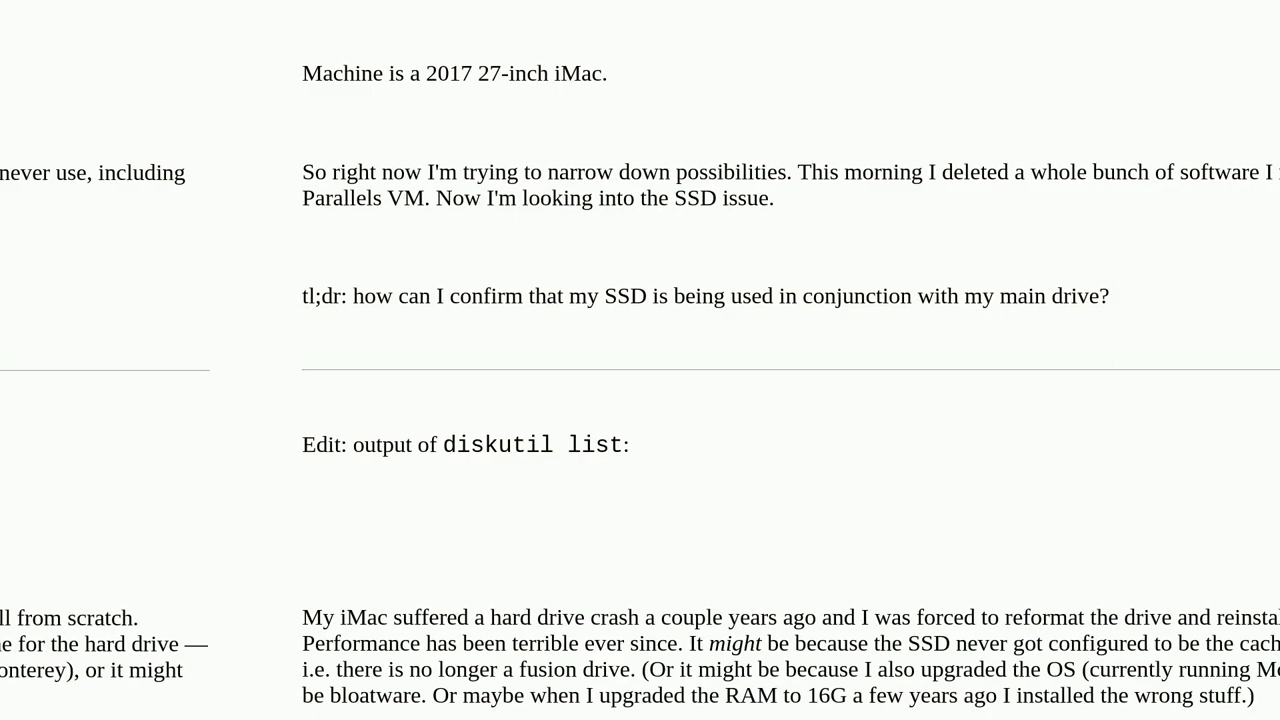 Machine is a 2017 27-inch iMac.
never use, including
So right now I'm trying to narrow down possibilities. This morning I deleted a whole bunch of software I
Parallels VM. Now I'm looking into the SSD issue.
tl;dr: how can I confirm that my SSD is being used in conjunction with my main drive?
Edit: output of diskutil list:
ll from scratch.
e for the hard drive —
onterey), or it might
My iMac suffered a hard drive crash a couple years ago and I was forced to reformat the drive and reinsta
Performance has been terrible ever since. It might be because the SSD never got configured to be the cach
i.e. there is no longer a fusion drive. (Or it might be because I also upgraded the OS (currently running Mo
be bloatware. Or maybe when I upgraded the RAM to 16G a few years ago I installed the wrong stuff.)